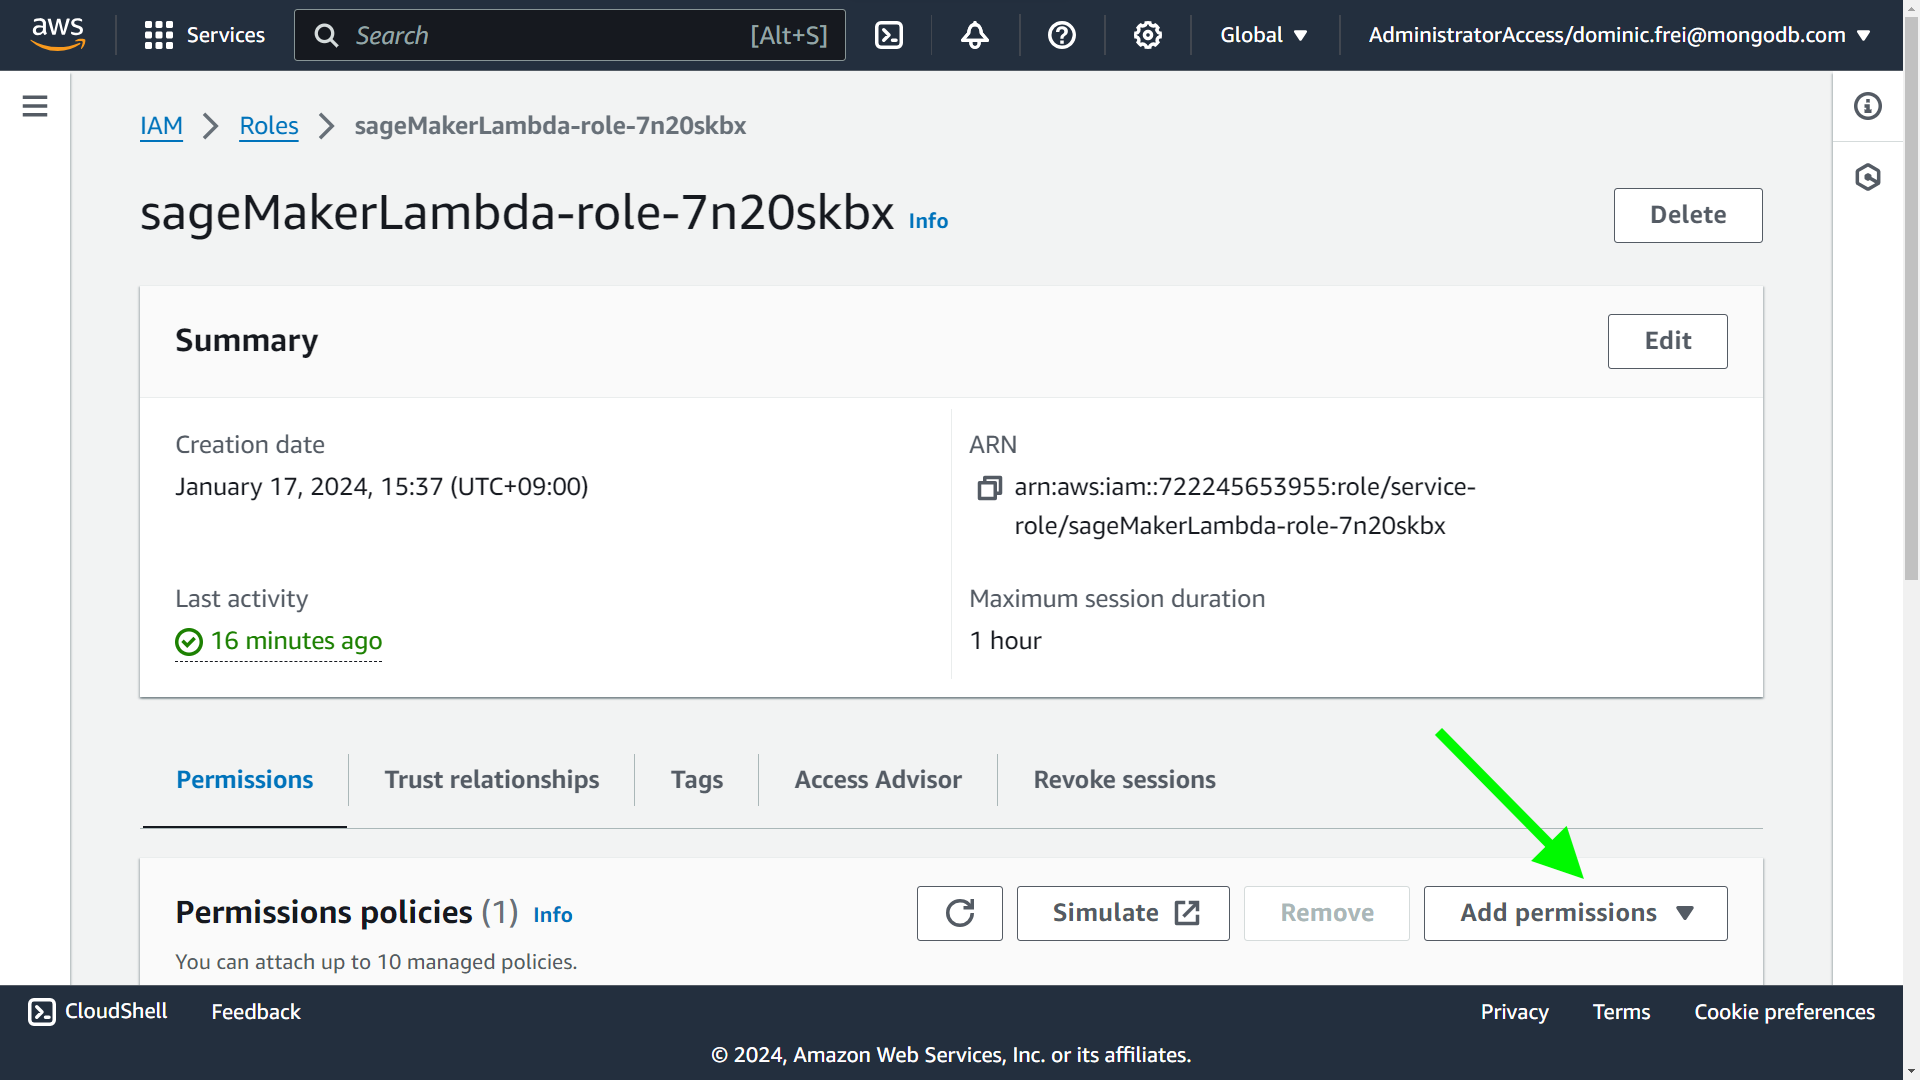 aws
Services
Search
[Alt+S]
Global
AdministratorAccess/dominic.frei@mongodb.com
IAM
Roles
sageMakerLambda-role-7n20skbx
sageMakerLambda-role-7n20skbx Info
Delete
Summary
Edit
Creation date
January 17, 2024, 15:37 (UTC+09:00)
ARN
arn:aws:iam::722245653955:role/service-
role/sageMakerLambda-role-7n20skbx
Last activity
16 minutes ago
Maximum session duration
1 hour
Permissions
Trust relationships
Tags
Access Advisor
Revoke sessions
Permissions policies (1) Info
Simulate
Remove
Add permissions
You can attach up to 10 managed policies.
CloudShell
Feedback
Privacy
Terms
Cookie preferences
© 2024, Amazon Web Services, Inc. or its affiliates.